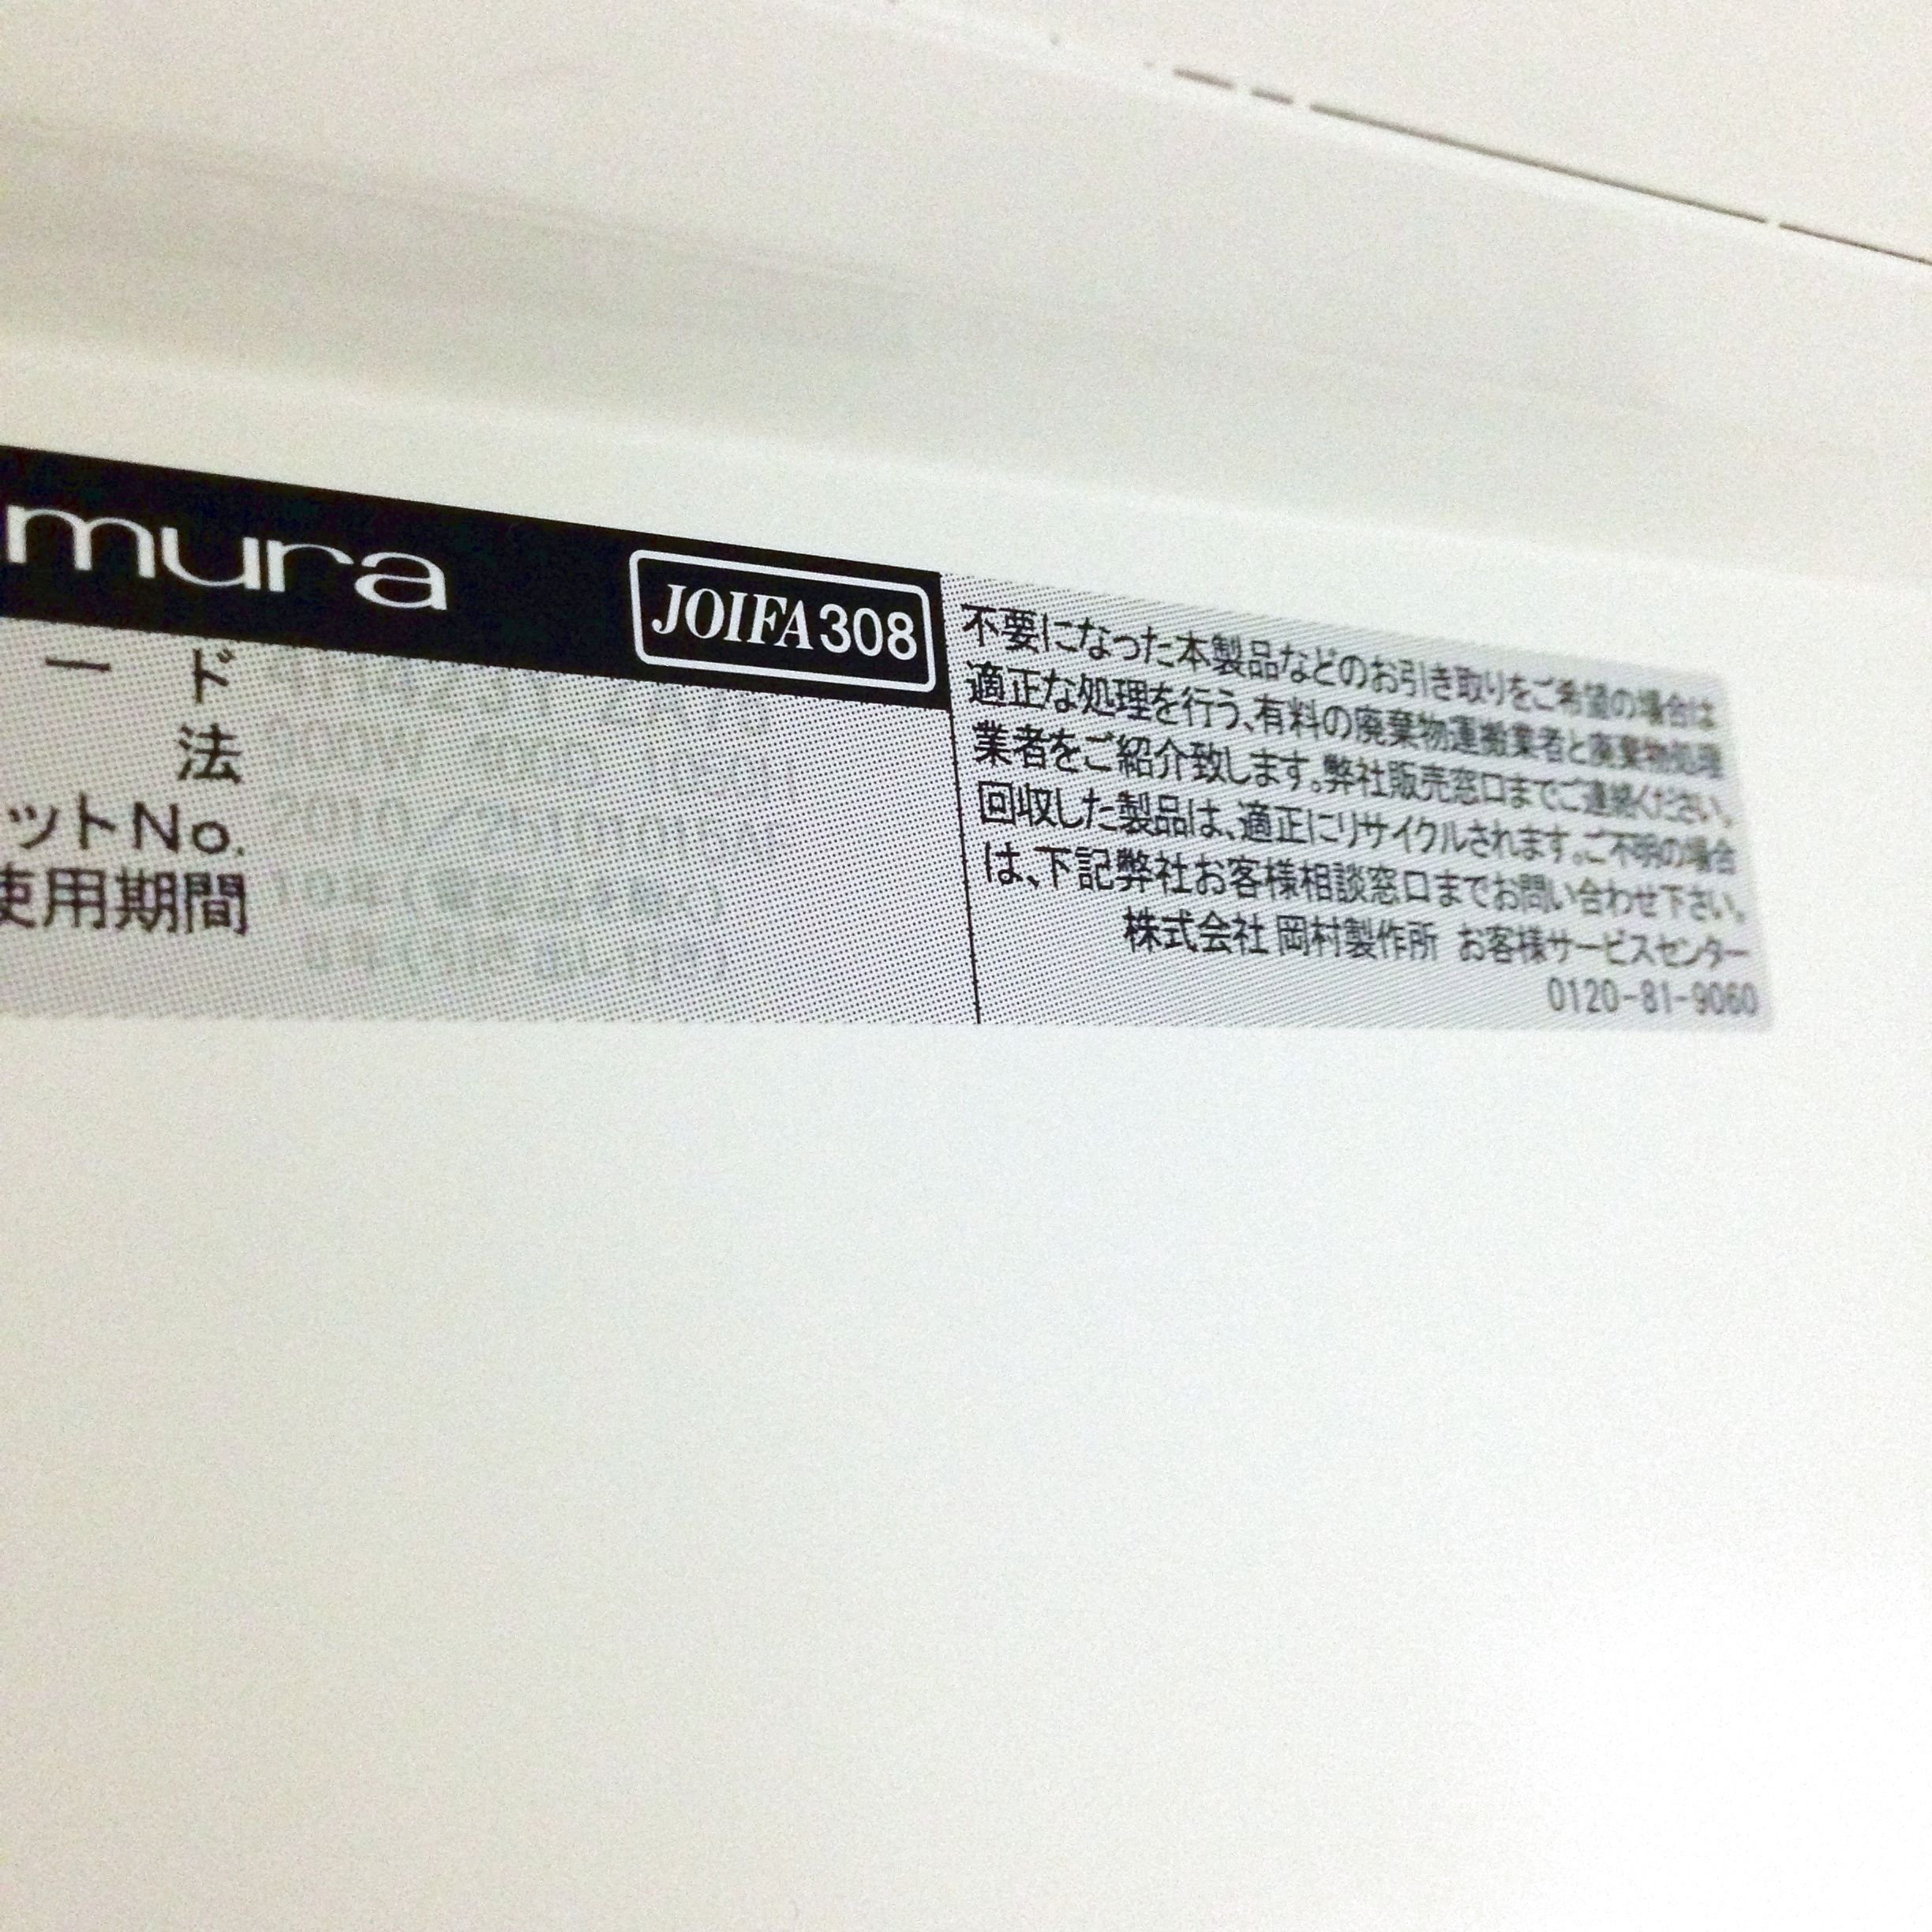 mura JOIFA308
ード
法
ットNo.
使用期間
不要になった本製品などのお引き取りをご希望の場合は
適正な処理を行う、有料の廃棄物運搬業者と廃棄物処理
業者をご紹介致します。弊社販売窓口までご連絡ください。
回収した製品は、適正にリサイクルされます。ご不明の場合
は、下記弊社お客様相談窓口までお問い合わせ下さい。
株式会社 岡村製作所 お客様サービスセンター
0120-81-9060